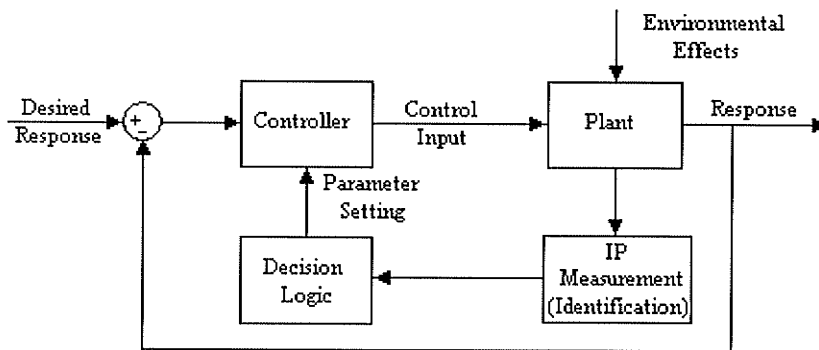 Environmental
Effects
Desired
Response
+
−
Controller
Control
Input
Plant
Response
Parameter
Setting
Decision
Logic
IP
Measurement
(Identification)